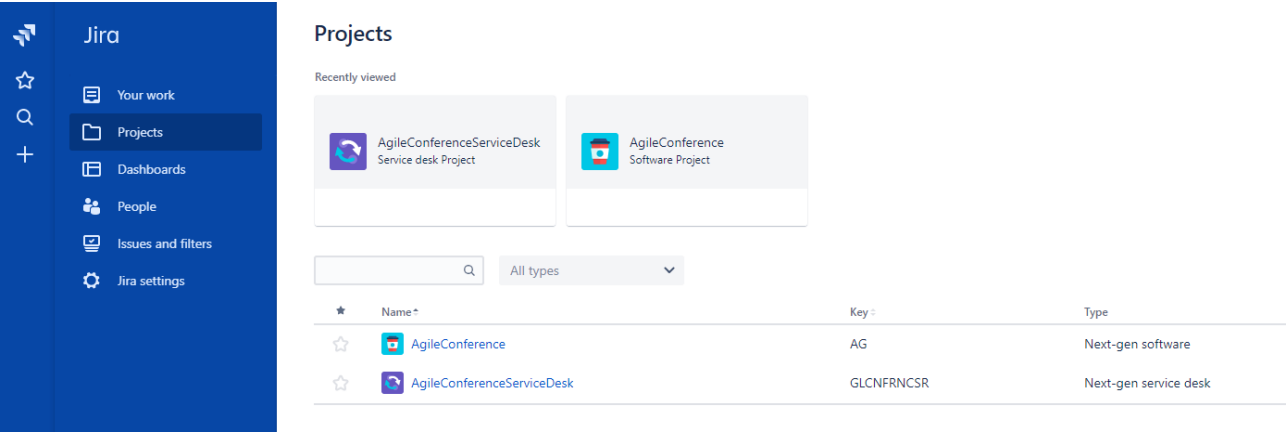 Jira
Your work
Projects
Dashboards
People
Issues and filters
Jira settings
Projects
Recently viewed
AgileConferenceServiceDesk
Service desk Project
AgileConference
Software Project
All types
Name Key Type
AgileConference AG Next-gen software
AgileConferenceServiceDesk GLCNFRNCSR Next-gen service desk